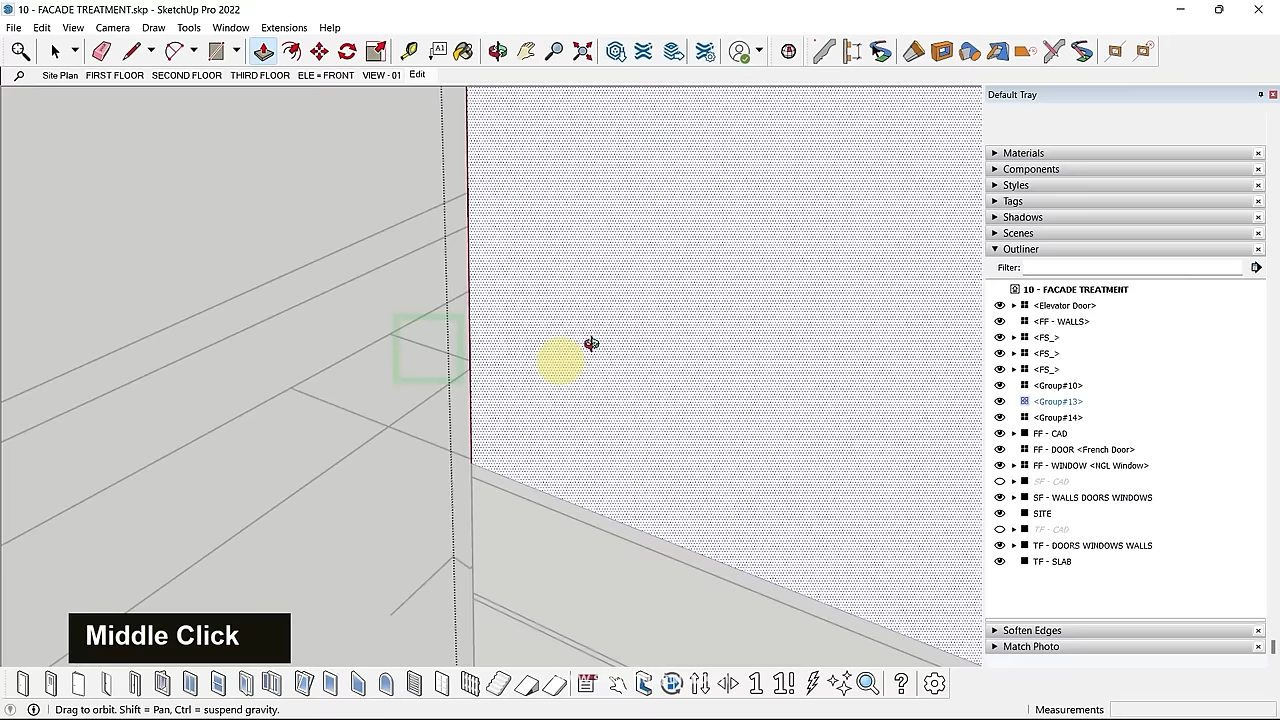 10 - FACADE TREATMENT.skp - SketchUp Pro 2022
File Edit View Camera Draw Tools Window Extensions Help
Site Plan FIRST FLOOR SECOND FLOOR THIRD FLOOR ELE = FRONT VIEW - 01 Edit
Default Tray
Materials
Components
Styles
Tags
Shadows
Scenes
Outliner
Filter:
10 - FACADE TREATMENT
<Elevator Door>
<FF - WALLS>
<FS_>
<FS_>
<FS_>
<Group#10>
<Group#13>
<Group#14>
FF - CAD
FF - DOOR <French Door>
FF - WINDOW <NGL Window>
SF - CAD
SF - WALLS DOORS WINDOWS
SITE
TF - CAD
TF - DOORS WINDOWS WALLS
TF - SLAB
Soften Edges
Match Photo
Middle Click
Drag to orbit. Shift = Pan, Ctrl = suspend gravity.
Measurements